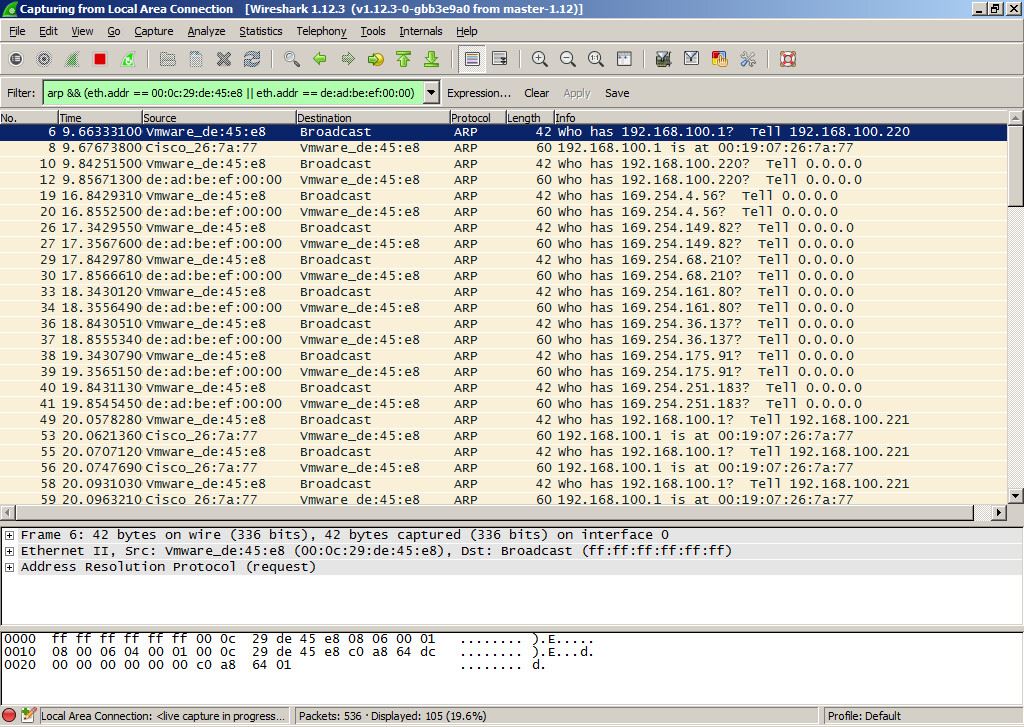 Capturing from Local Area Connection [Wireshark 1.12.3 (v1.12.3-0-gbb3e9a0 from master-1.12)]
File Edit View Go Capture Analyze Statistics Telephony Tools Internals Help
Filter: arp && (eth.addr == 00:0c:29:de:45:e8 || eth.addr == de:ad:be:ef:00:00) Expression... Clear Apply Save
No. Time Source Destination Protocol Length Info
6 9.66333100 Vmware_de:45:e8 Broadcast ARP 42 Who has 192.168.100.1? Tell 192.168.100.220
8 9.67673800 Cisco_26:7a:77 Vmware_de:45:e8 ARP 60 192.168.100.1 is at 00:19:07:26:7a:77
10 9.84251500 Vmware_de:45:e8 Broadcast ARP 42 Who has 192.168.100.220? Tell 0.0.0.0
12 9.85671300 de:ad:be:ef:00:00 Vmware_de:45:e8 ARP 60 Who has 192.168.100.220? Tell 0.0.0.0
19 16.8429310 Vmware_de:45:e8 Broadcast ARP 42 Who has 169.254.4.56? Tell 0.0.0.0
20 16.8552500 de:ad:be:ef:00:00 Vmware_de:45:e8 ARP 60 Who has 169.254.4.56? Tell 0.0.0.0
26 17.3429550 Vmware_de:45:e8 Broadcast ARP 42 Who has 169.254.149.82? Tell 0.0.0.0
27 17.3567600 de:ad:be:ef:00:00 Vmware_de:45:e8 ARP 60 Who has 169.254.149.82? Tell 0.0.0.0
29 17.8429780 Vmware_de:45:e8 Broadcast ARP 42 Who has 169.254.68.210? Tell 0.0.0.0
30 17.8566610 de:ad:be:ef:00:00 Vmware_de:45:e8 ARP 60 Who has 169.254.68.210? Tell 0.0.0.0
33 18.3430120 Vmware_de:45:e8 Broadcast ARP 42 Who has 169.254.161.80? Tell 0.0.0.0
34 18.3556490 de:ad:be:ef:00:00 Vmware_de:45:e8 ARP 60 Who has 169.254.161.80? Tell 0.0.0.0
36 18.8430510 Vmware_de:45:e8 Broadcast ARP 42 Who has 169.254.36.137? Tell 0.0.0.0
37 18.8555340 de:ad:be:ef:00:00 Vmware_de:45:e8 ARP 60 Who has 169.254.36.137? Tell 0.0.0.0
38 19.3430790 Vmware_de:45:e8 Broadcast ARP 42 Who has 169.254.175.91? Tell 0.0.0.0
39 19.3565150 de:ad:be:ef:00:00 Vmware_de:45:e8 ARP 60 Who has 169.254.175.91? Tell 0.0.0.0
40 19.8431130 Vmware_de:45:e8 Broadcast ARP 42 Who has 169.254.251.183? Tell 0.0.0.0
41 19.8545450 de:ad:be:ef:00:00 Vmware_de:45:e8 ARP 60 Who has 169.254.251.183? Tell 0.0.0.0
49 20.0578280 Vmware_de:45:e8 Broadcast ARP 42 Who has 192.168.100.1? Tell 192.168.100.221
53 20.0621360 Cisco_26:7a:77 Vmware_de:45:e8 ARP 60 192.168.100.1 is at 00:19:07:26:7a:77
55 20.0707120 Vmware_de:45:e8 Broadcast ARP 42 Who has 192.168.100.1? Tell 192.168.100.221
56 20.0747690 Cisco_26:7a:77 Vmware_de:45:e8 ARP 60 192.168.100.1 is at 00:19:07:26:7a:77
58 20.0931030 Vmware_de:45:e8 Broadcast ARP 42 Who has 192.168.100.1? Tell 192.168.100.221
59 20.0963210 Cisco_26:7a:77 Vmware_de:45:e8 ARP 60 192.168.100.1 is at 00:19:07:26:7a:77
Frame 6: 42 bytes on wire (336 bits), 42 bytes captured (336 bits) on interface 0
Ethernet II, Src: Vmware_de:45:e8 (00:0c:29:de:45:e8), Dst: Broadcast (ff:ff:ff:ff:ff:ff)
Address Resolution Protocol (request)
0000 ff ff ff ff ff ff 00 0c 29 de 45 e8 08 06 00 01 ........ ).E.....
0010 08 00 06 04 00 01 00 0c 29 de 45 e8 c0 a8 64 dc ........ ).E...d.
0020 00 00 00 00 00 00 c0 a8 64 01 ........ d.
Local Area Connection: <live capture in progress... Packets: 536 · Displayed: 105 (19.6%) Profile: Default